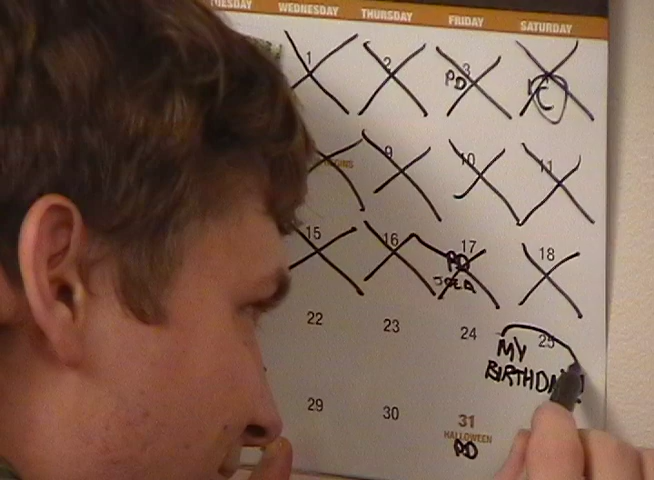 WEDNESDAY THURSDAY FRIDAY SATURDAY
1 2 3
PD
9 10 11
15 16 17 18
PD
22 23 24 25
MY
29 30 31
HALLOWEEN
PD